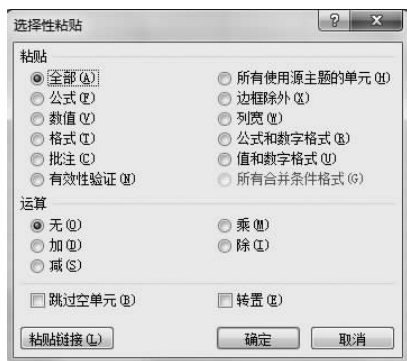 选择性粘贴
粘贴
全部(A) 所有使用源主题的单元(H)
公式(F) 边框除外(X)
数值(V) 列宽(W)
格式(T) 公式和数字格式(R)
批注(C) 值和数字格式(U)
有效性验证(N) 所有合并条件格式(G)
运算
无(O) 乘(M)
加(D) 除(I)
减(S)
跳过空单元(B) 转置(E)
粘贴链接(L) 确定 取消